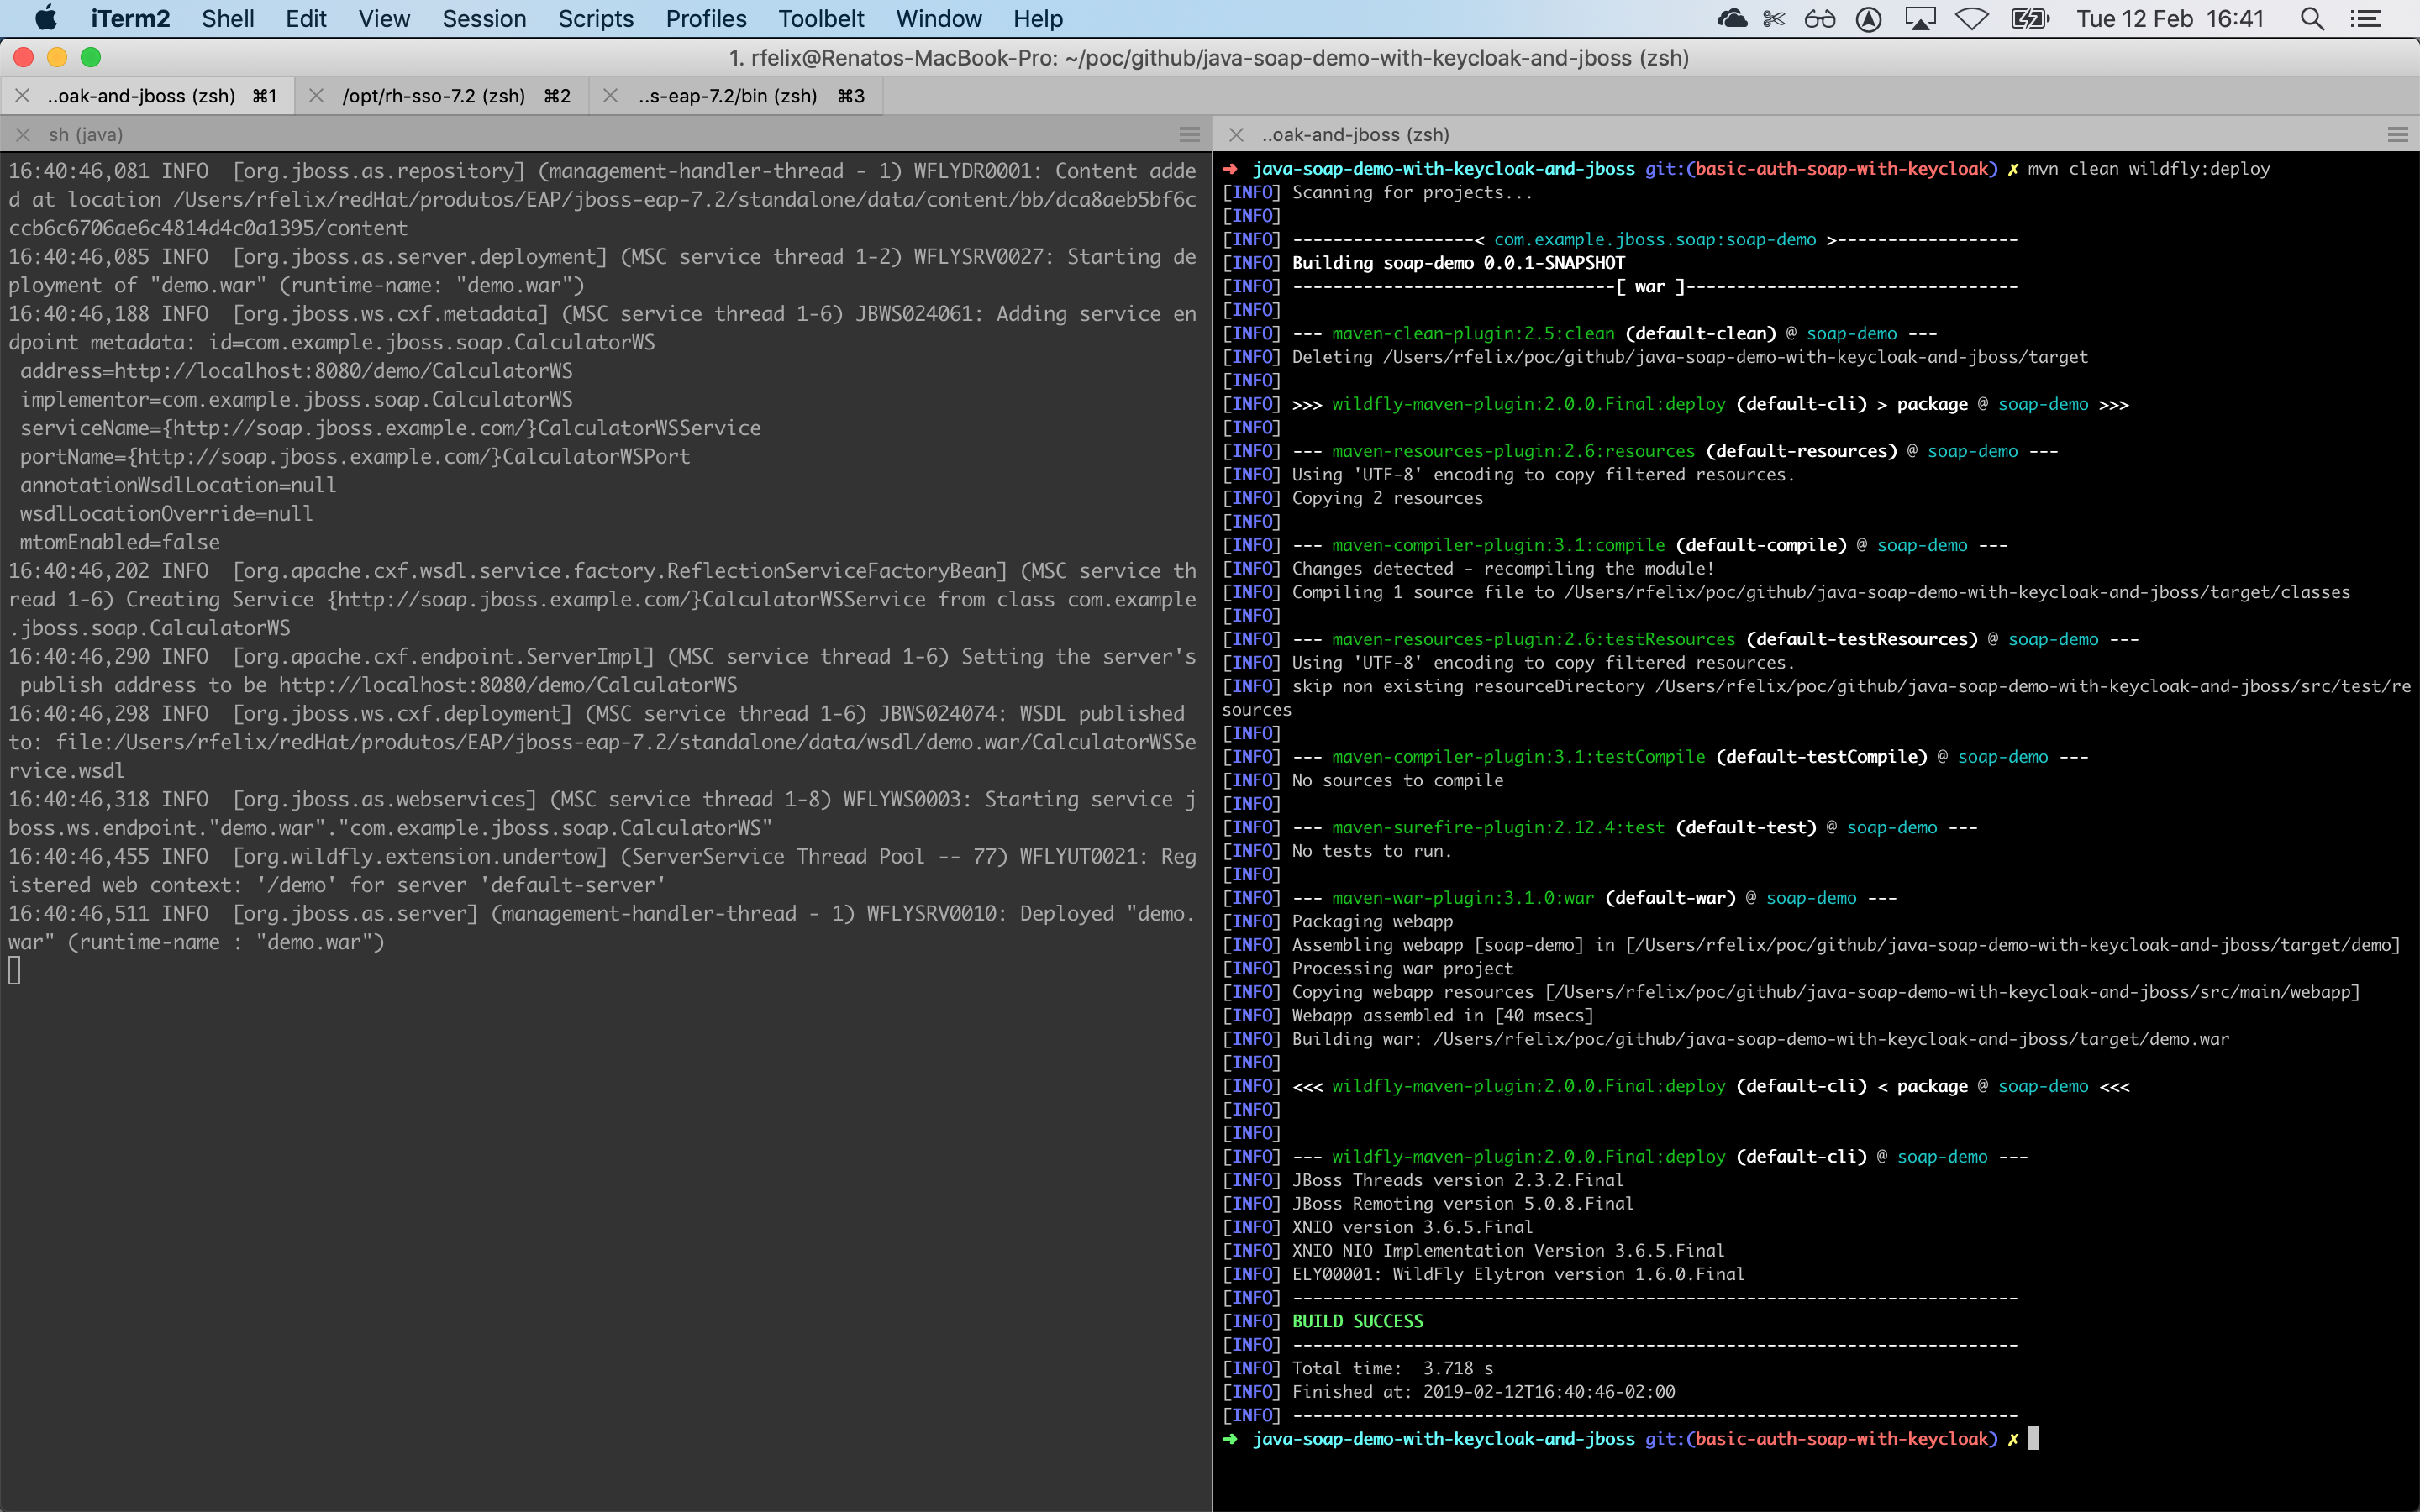 iTerm2 Shell Edit View Session Scripts Profiles Toolbelt Window Help Tue 12 Feb 16:41
1. rfelix@Renatos-MacBook-Pro: ~/poc/github/java-soap-demo-with-keycloak-and-jboss (zsh)
..oak-and-jboss (zsh) ⌘1 /opt/rh-sso-7.2 (zsh) ⌘2 ..s-eap-7.2/bin (zsh) ⌘3
sh (java)
16:40:46,081 INFO  [org.jboss.as.repository] (management-handler-thread - 1) WFLYDR0001: Content adde
d at location /Users/rfelix/redHat/produtos/EAP/jboss-eap-7.2/standalone/data/content/bb/dca8aeb5bf6c
ccb6c6706ae6c4814d4c0a1395/content
16:40:46,085 INFO  [org.jboss.as.server.deployment] (MSC service thread 1-2) WFLYSRV0027: Starting de
ployment of "demo.war" (runtime-name: "demo.war")
16:40:46,188 INFO  [org.jboss.ws.cxf.metadata] (MSC service thread 1-6) JBWS024061: Adding service en
dpoint metadata: id=com.example.jboss.soap.CalculatorWS
 address=http://localhost:8080/demo/CalculatorWS
 implementor=com.example.jboss.soap.CalculatorWS
 serviceName={http://soap.jboss.example.com/}CalculatorWSService
 portName={http://soap.jboss.example.com/}CalculatorWSPort
 annotationWsdlLocation=null
 wsdlLocationOverride=null
 mtomEnabled=false
16:40:46,202 INFO  [org.apache.cxf.wsdl.service.factory.ReflectionServiceFactoryBean] (MSC service th
read 1-6) Creating Service {http://soap.jboss.example.com/}CalculatorWSService from class com.example
.jboss.soap.CalculatorWS
16:40:46,290 INFO  [org.apache.cxf.endpoint.ServerImpl] (MSC service thread 1-6) Setting the server's
 publish address to be http://localhost:8080/demo/CalculatorWS
16:40:46,298 INFO  [org.jboss.ws.cxf.deployment] (MSC service thread 1-6) JBWS024074: WSDL published
to: file:/Users/rfelix/redHat/produtos/EAP/jboss-eap-7.2/standalone/data/wsdl/demo.war/CalculatorWSSe
rvice.wsdl
16:40:46,318 INFO  [org.jboss.as.webservices] (MSC service thread 1-8) WFLYWS0003: Starting service j
boss.ws.endpoint."demo.war"."com.example.jboss.soap.CalculatorWS"
16:40:46,455 INFO  [org.wildfly.extension.undertow] (ServerService Thread Pool -- 77) WFLYUT0021: Reg
istered web context: '/demo' for server 'default-server'
16:40:46,511 INFO  [org.jboss.as.server] (management-handler-thread - 1) WFLYSRV0010: Deployed "demo.
war" (runtime-name : "demo.war")
..oak-and-jboss (zsh)
➜  java-soap-demo-with-keycloak-and-jboss git:(basic-auth-soap-with-keycloak) ✗ mvn clean wildfly:deploy
[INFO] Scanning for projects...
[INFO]
[INFO] ------------------< com.example.jboss.soap:soap-demo >------------------
[INFO] Building soap-demo 0.0.1-SNAPSHOT
[INFO] --------------------------------[ war ]---------------------------------
[INFO]
[INFO] --- maven-clean-plugin:2.5:clean (default-clean) @ soap-demo ---
[INFO] Deleting /Users/rfelix/poc/github/java-soap-demo-with-keycloak-and-jboss/target
[INFO]
[INFO] >>> wildfly-maven-plugin:2.0.0.Final:deploy (default-cli) > package @ soap-demo >>>
[INFO]
[INFO] --- maven-resources-plugin:2.6:resources (default-resources) @ soap-demo ---
[INFO] Using 'UTF-8' encoding to copy filtered resources.
[INFO] Copying 2 resources
[INFO]
[INFO] --- maven-compiler-plugin:3.1:compile (default-compile) @ soap-demo ---
[INFO] Changes detected - recompiling the module!
[INFO] Compiling 1 source file to /Users/rfelix/poc/github/java-soap-demo-with-keycloak-and-jboss/target/classes
[INFO]
[INFO] --- maven-resources-plugin:2.6:testResources (default-testResources) @ soap-demo ---
[INFO] Using 'UTF-8' encoding to copy filtered resources.
[INFO] skip non existing resourceDirectory /Users/rfelix/poc/github/java-soap-demo-with-keycloak-and-jboss/src/test/re
sources
[INFO]
[INFO] --- maven-compiler-plugin:3.1:testCompile (default-testCompile) @ soap-demo ---
[INFO] No sources to compile
[INFO]
[INFO] --- maven-surefire-plugin:2.12.4:test (default-test) @ soap-demo ---
[INFO] No tests to run.
[INFO]
[INFO] --- maven-war-plugin:3.1.0:war (default-war) @ soap-demo ---
[INFO] Packaging webapp
[INFO] Assembling webapp [soap-demo] in [/Users/rfelix/poc/github/java-soap-demo-with-keycloak-and-jboss/target/demo]
[INFO] Processing war project
[INFO] Copying webapp resources [/Users/rfelix/poc/github/java-soap-demo-with-keycloak-and-jboss/src/main/webapp]
[INFO] Webapp assembled in [40 msecs]
[INFO] Building war: /Users/rfelix/poc/github/java-soap-demo-with-keycloak-and-jboss/target/demo.war
[INFO]
[INFO] <<< wildfly-maven-plugin:2.0.0.Final:deploy (default-cli) < package @ soap-demo <<<
[INFO]
[INFO]
[INFO] --- wildfly-maven-plugin:2.0.0.Final:deploy (default-cli) @ soap-demo ---
[INFO] JBoss Threads version 2.3.2.Final
[INFO] JBoss Remoting version 5.0.8.Final
[INFO] XNIO version 3.6.5.Final
[INFO] XNIO NIO Implementation Version 3.6.5.Final
[INFO] ELY00001: WildFly Elytron version 1.6.0.Final
[INFO] ------------------------------------------------------------------------
[INFO] BUILD SUCCESS
[INFO] ------------------------------------------------------------------------
[INFO] Total time:  3.718 s
[INFO] Finished at: 2019-02-12T16:40:46-02:00
[INFO] ------------------------------------------------------------------------
➜  java-soap-demo-with-keycloak-and-jboss git:(basic-auth-soap-with-keycloak) ✗